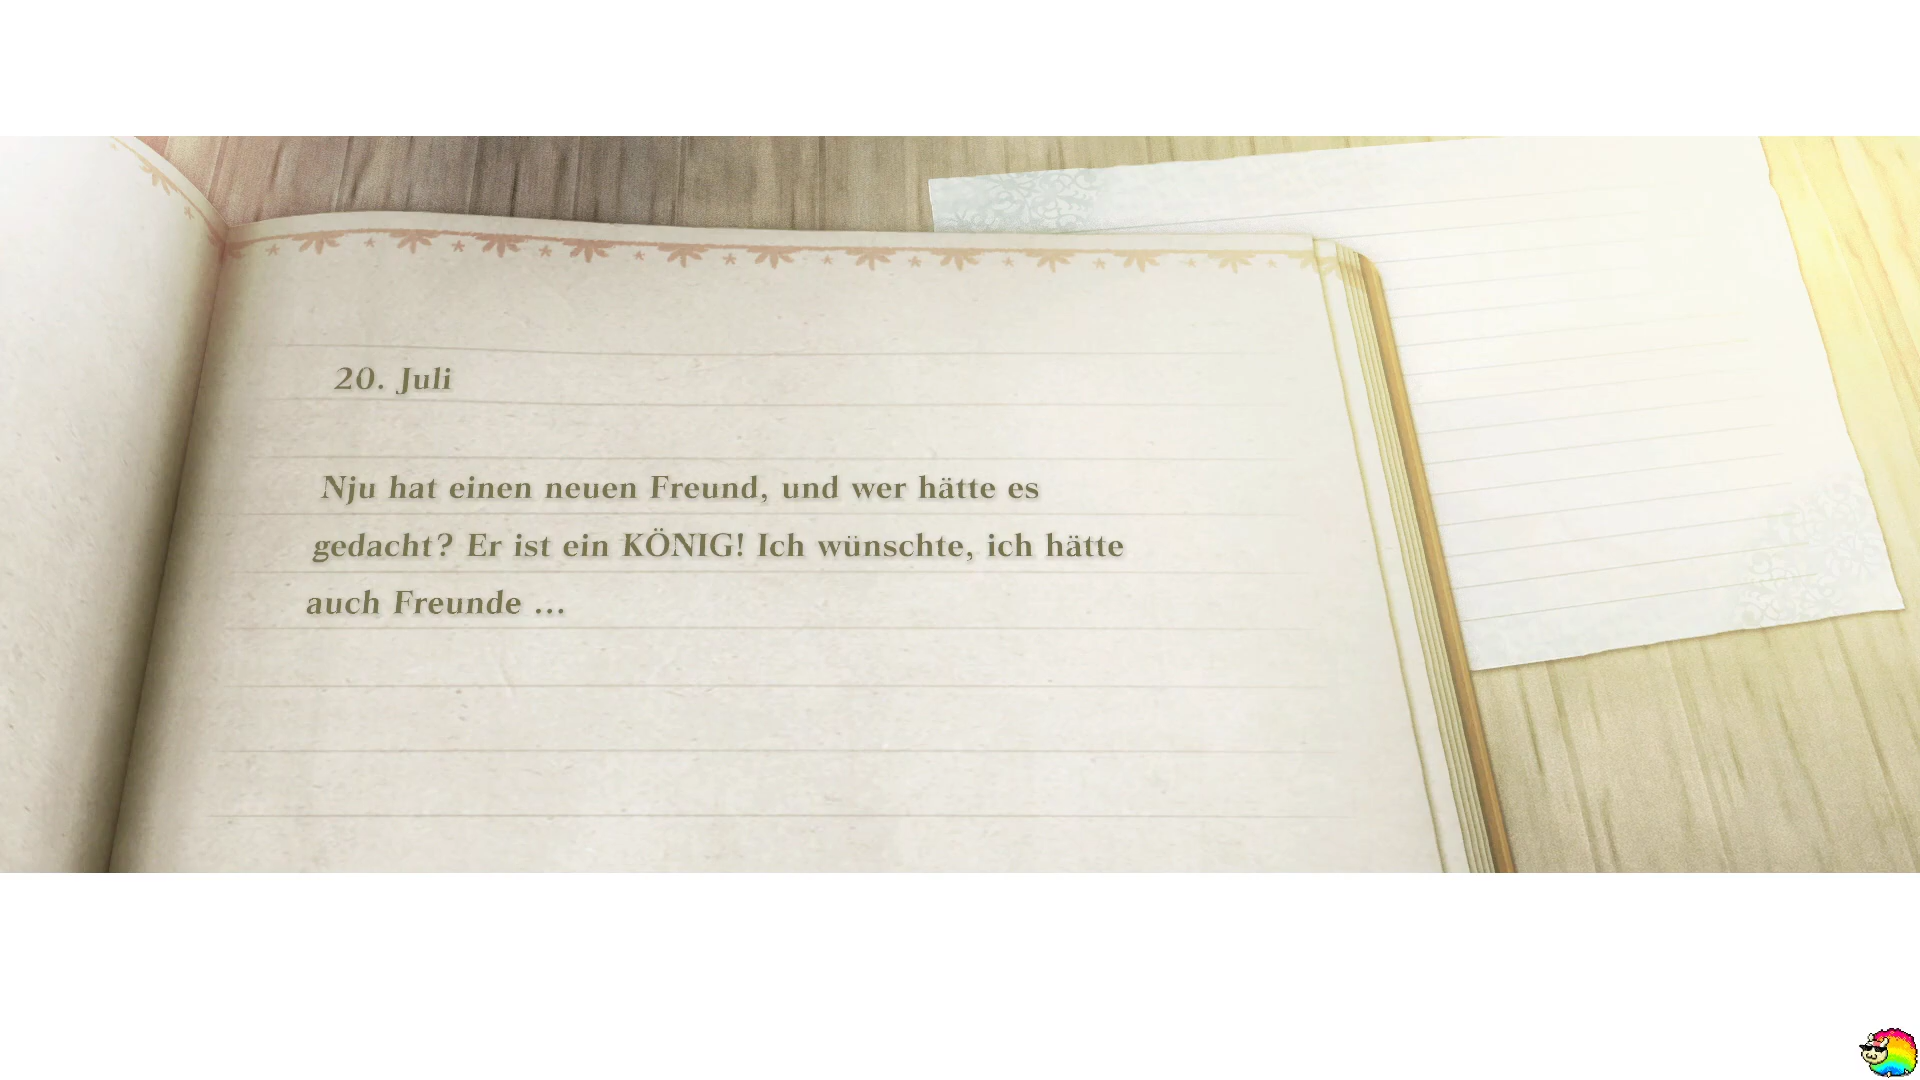 20. Juli
Nju hat einen neuen Freund, und wer hätte es
gedacht? Er ist ein KÖNIG! Ich wünschte, ich hätte
auch Freunde ...